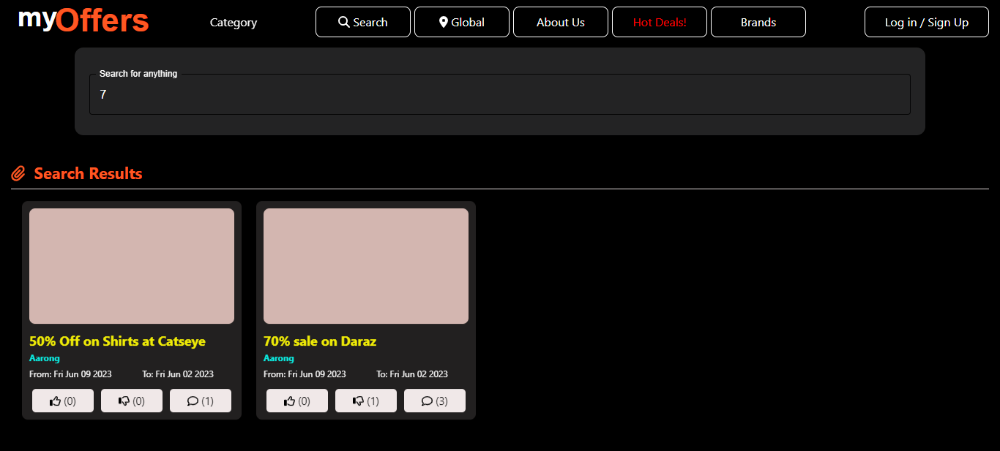 myOffers
Category
Search
Global
About Us
Hot Deals!
Brands
Log in / Sign Up
Search for anything
7
Search Results
50% Off on Shirts at Catseye
Aarong
From: Fri Jun 09 2023 To: Fri Jun 02 2023
(0) (0) (1)
70% sale on Daraz
Aarong
From: Fri Jun 09 2023 To: Fri Jun 02 2023
(0) (1) (3)